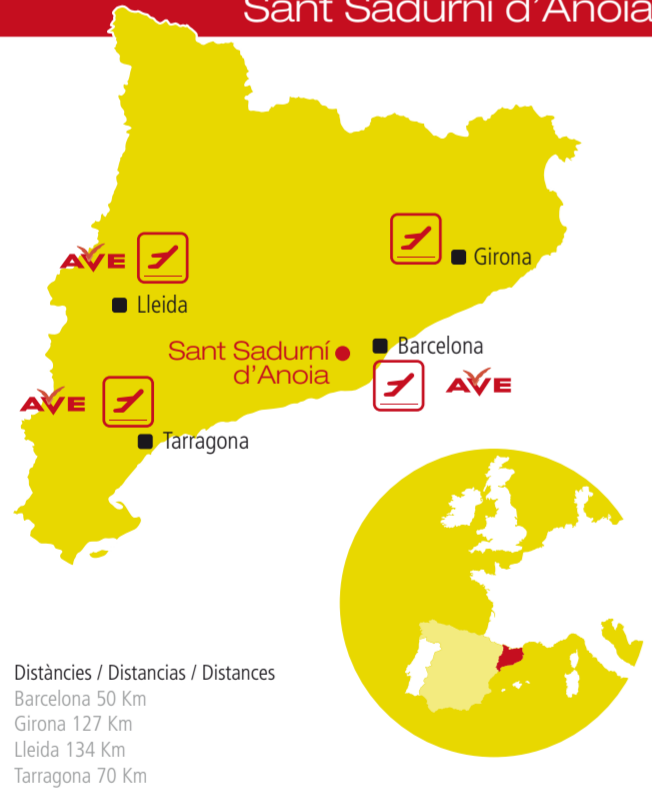 Sant Sadurní d'Anoia
AVE
Girona
Lleida
Sant Sadurní
d'Anoia
Barcelona
AVE
AVE
Tarragona
Distàncies / Distancias / Distances
Barcelona 50 Km
Girona 127 Km
Lleida 134 Km
Tarragona 70 Km